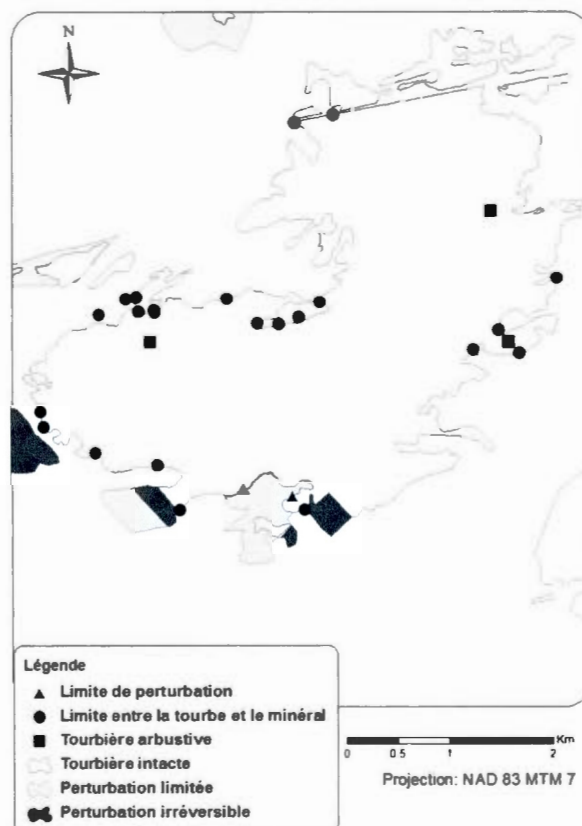 N
Légende
Limite de perturbation
Limite entre la tourbe et le minéral
Tourbière arbustive
Tourbière intacte
Perturbation limitée
Perturbation irréversible
Km
0 0.5 1 2
Projection: NAD 83 MTM 7